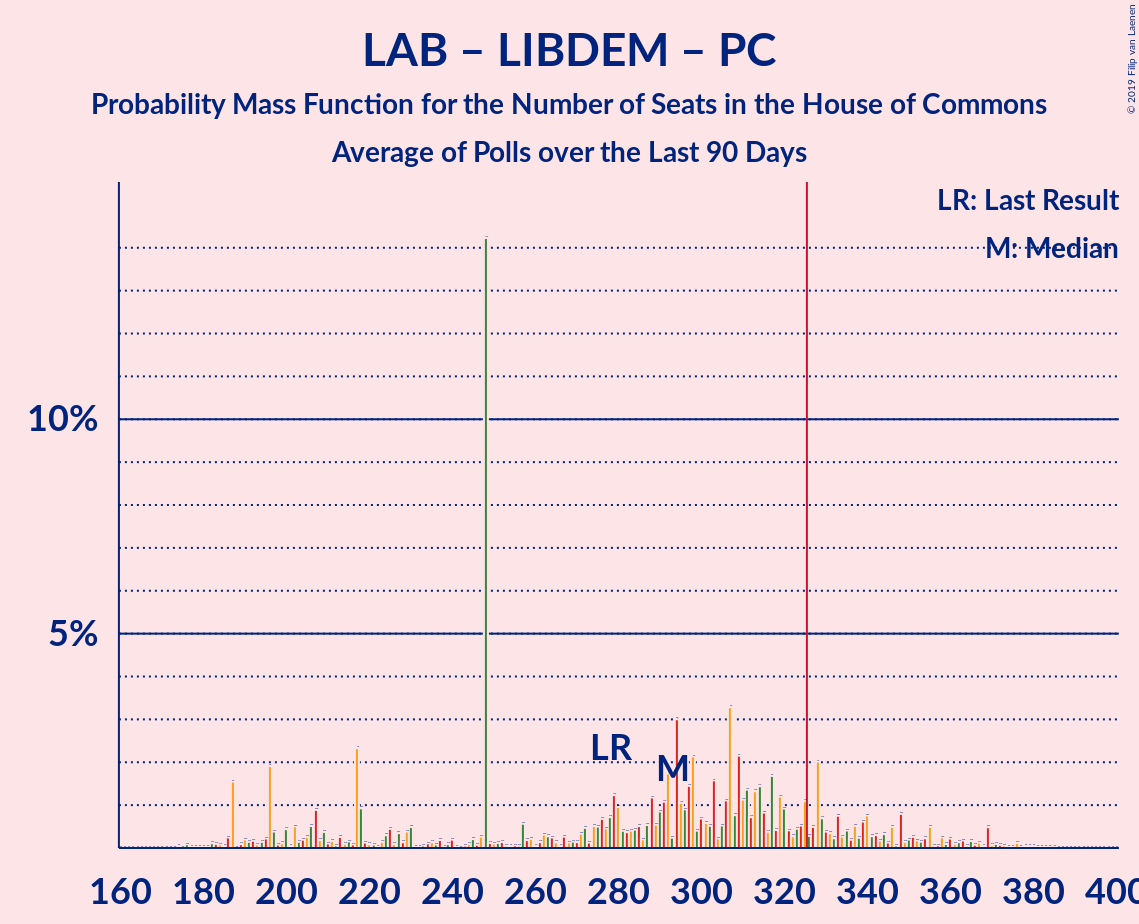 LAB – LIBDEM – PC
Probability Mass Function for the Number of Seats in the House of Commons
Average of Polls over the Last 90 Days
© 2019 Filip van Laenen
LR: Last Result
M: Median
10%
5%
LR
M
160 180 200 220 240 260 280 300 320 340 360 380 400